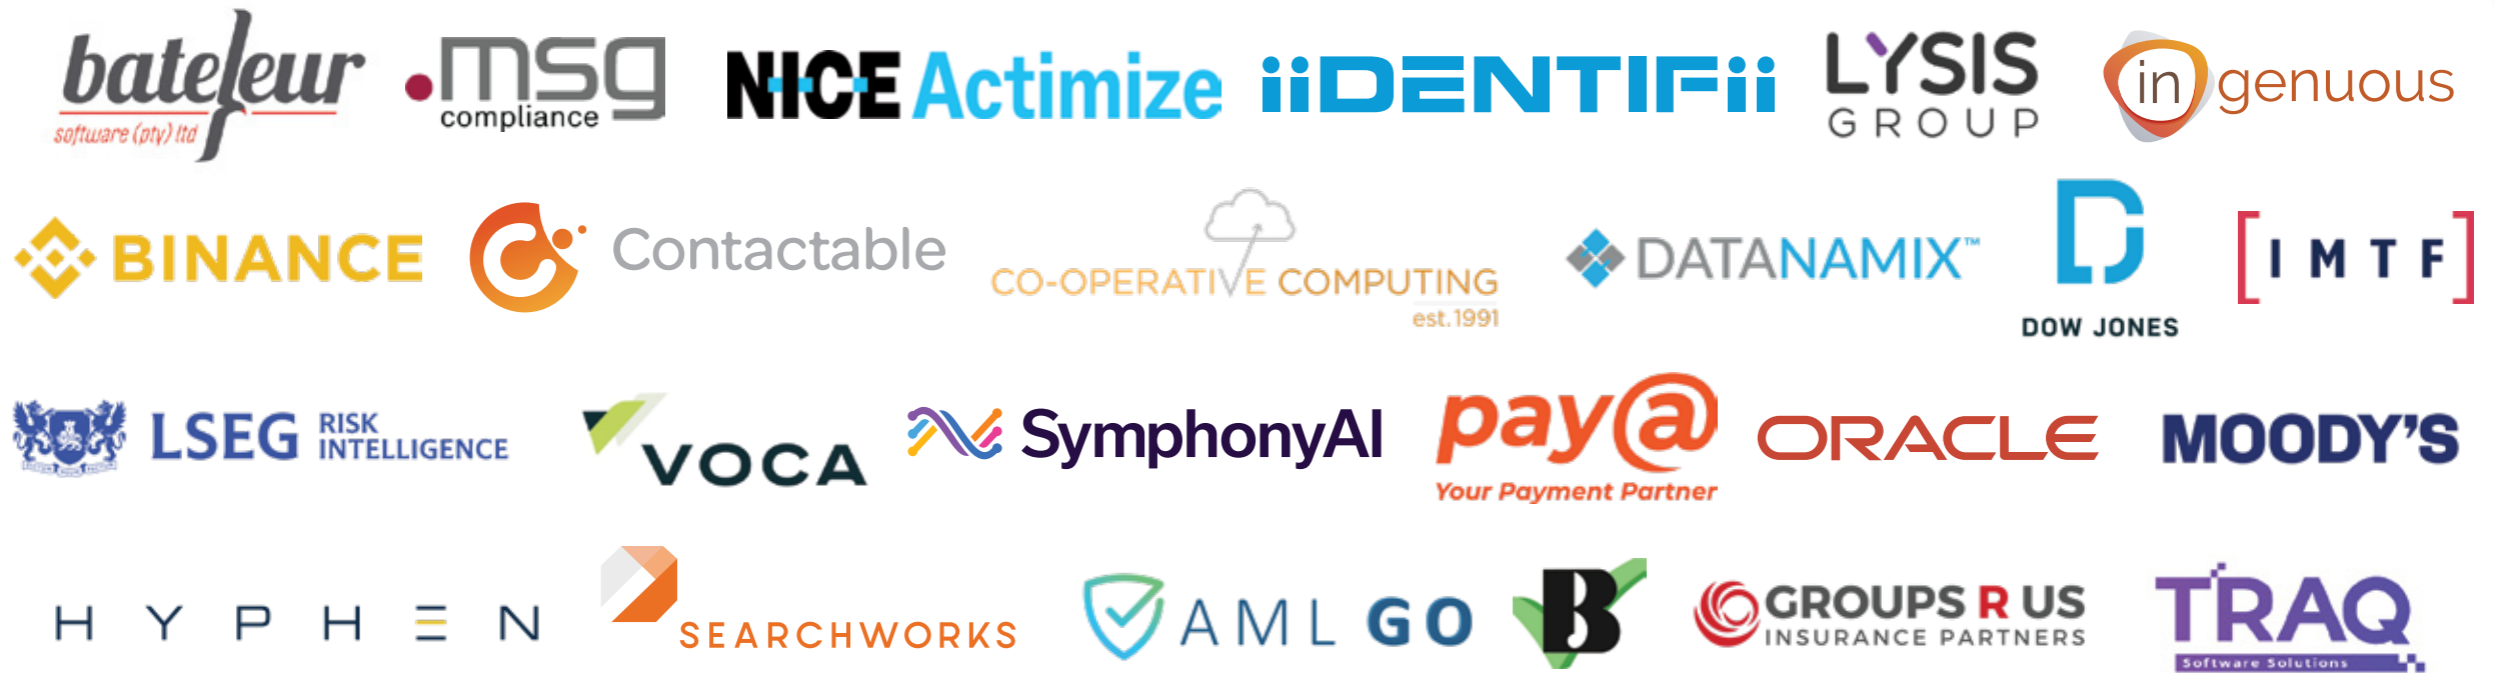 bateleur
software (pty) ltd
.msg
compliance
NICE Actimize
iiDENTIFii
LYSIS
GROUP
in genuous
BINANCE
Contactable
CO-OPERATIVE COMPUTING
est.1991
DATANAMIX™
DOW JONES
[IMTF]
LSEG RISK
INTELLIGENCE
VOCA
SymphonyAI
pay@
Your Payment Partner
ORACLE
MOODY'S
HYPHEN
SEARCHWORKS
AML GO
B
GROUPS R US
INSURANCE PARTNERS
TRAQ
Software Solutions